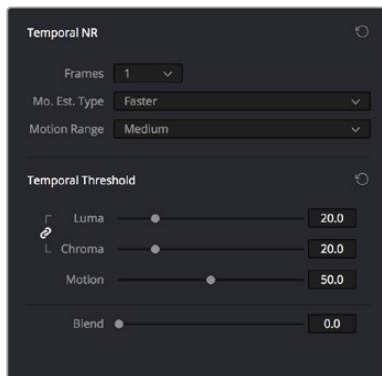 Temporal NR
Frames 1
Mo. Est. Type Faster
Motion Range Medium
Temporal Threshold
Luma 20.0
Chroma 20.0
Motion 50.0
Blend 0.0